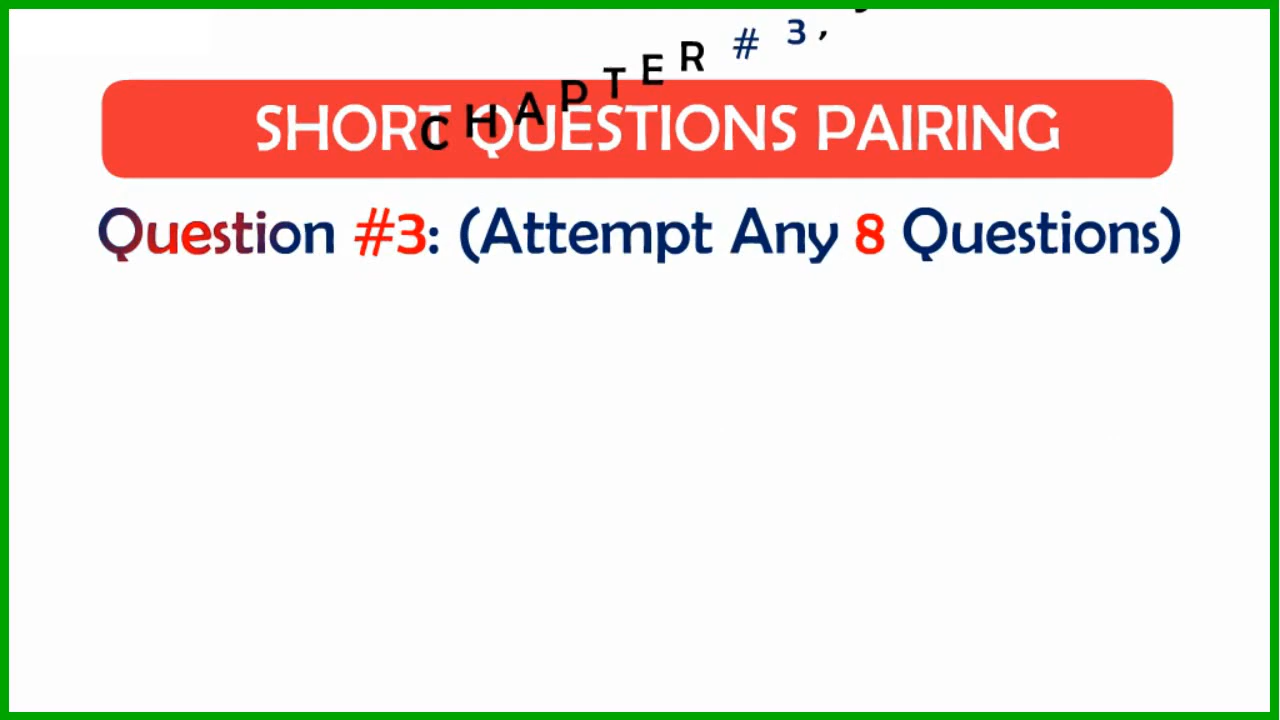 CHAPTER # 3,
SHORT QUESTIONS PAIRING
Question #3: (Attempt Any 8 Questions)